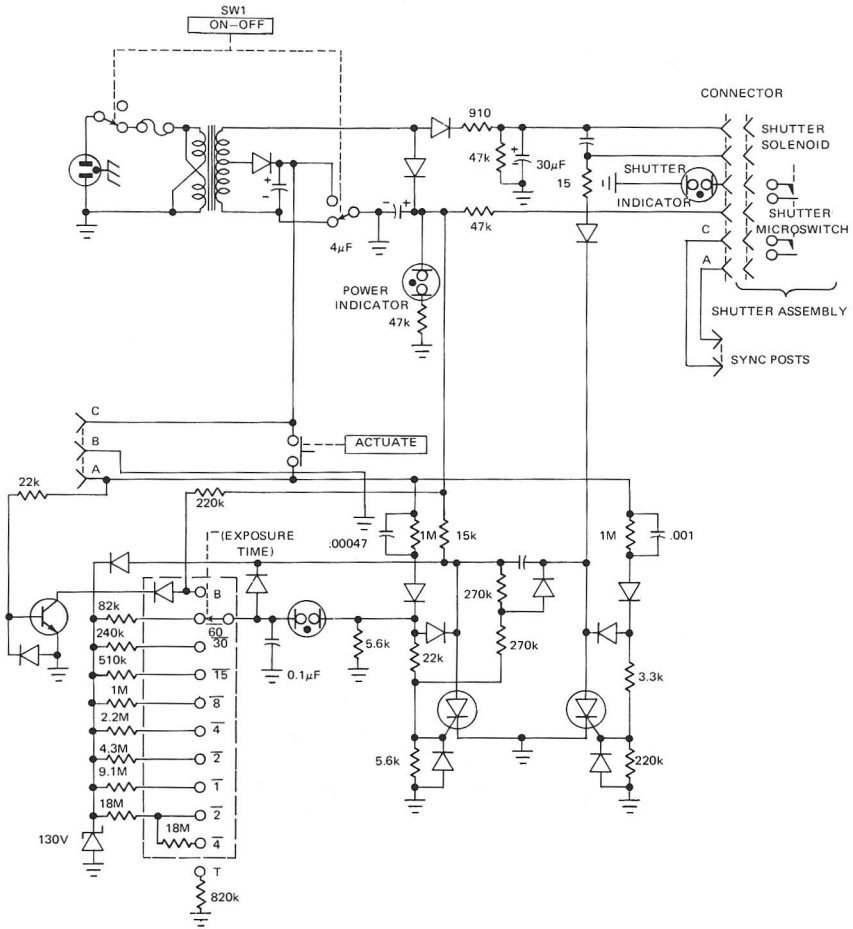 SW1
ON–OFF
CONNECTOR
910
SHUTTER
SOLENOID
47k
30µF
SHUTTER
INDICATOR
15
SHUTTER
MICROSWITCH
C
4µF
47k
A
POWER
INDICATOR
47k
SHUTTER ASSEMBLY
SYNC POSTS
C
B
ACTUATE
A
22k
220k
(EXPOSURE
TIME)
.00047
1M
15k
1M
.001
B
270k
82k
60
240k
30
5.6k
270k
510k
0.1µF
22k
15
3.3k
1M
8
2.2M
4
4.3M
2
5.6k
220k
9.1M
1
18M
2
18M
130V
4
T
820k